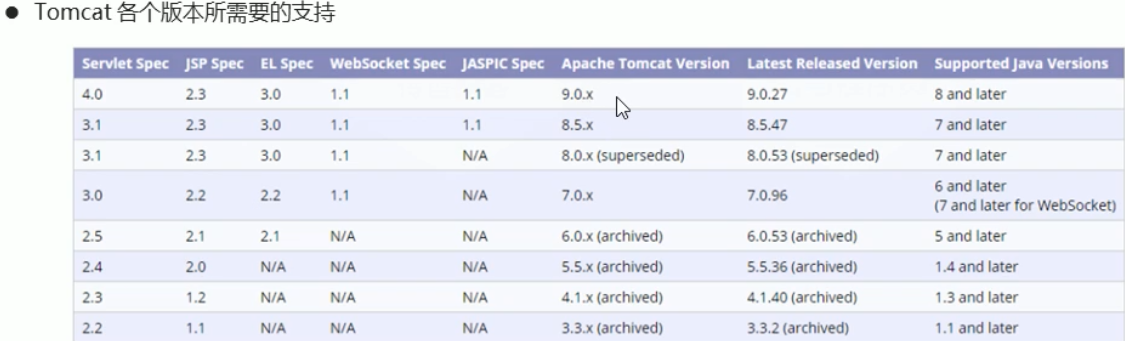 ● Tomcat 各个版本所需要的支持
Servlet Spec JSP Spec EL Spec WebSocket Spec JASPIC Spec Apache Tomcat Version Latest Released Version Supported Java Versions
4.0 2.3 3.0 1.1 1.1 9.0.x 9.0.27 8 and later
3.1 2.3 3.0 1.1 1.1 8.5.x 8.5.47 7 and later
3.1 2.3 3.0 1.1 N/A 8.0.x (superseded) 8.0.53 (superseded) 7 and later
3.0 2.2 2.2 1.1 N/A 7.0.x 7.0.96 6 and later
(7 and later for WebSocket)
2.5 2.1 2.1 N/A N/A 6.0.x (archived) 6.0.53 (archived) 5 and later
2.4 2.0 N/A N/A N/A 5.5.x (archived) 5.5.36 (archived) 1.4 and later
2.3 1.2 N/A N/A N/A 4.1.x (archived) 4.1.40 (archived) 1.3 and later
2.2 1.1 N/A N/A N/A 3.3.x (archived) 3.3.2 (archived) 1.1 and later